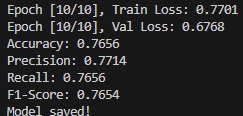 Epoch [10/10], Train Loss: 0.7701
Epoch [10/10], Val Loss: 0.6768
Accuracy: 0.7656
Precision: 0.7714
Recall: 0.7656
F1-Score: 0.7654
Model saved!